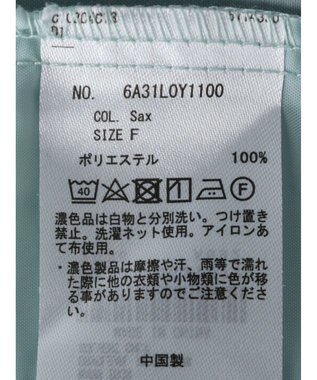 NO. 6A31L0Y1100
COL. Sax
SIZE F
ポリエステル 100%
40 F
濃色品は白物と分別洗い。つけ置き
禁止。洗濯ネット使用。アイロンあ
て布使用。
・濃色製品は摩擦や汗、雨等で濡れ
た際に他の衣類や小物類に色が移
る事がありますのでご注意くださ
い。
中国製